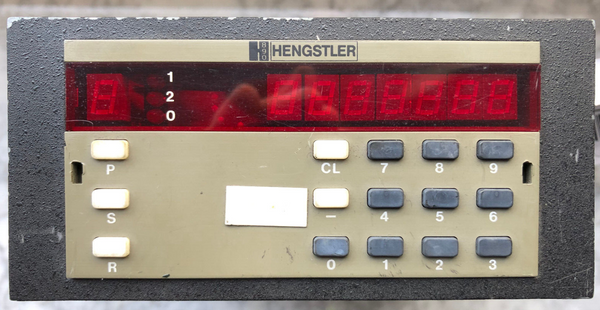 HENGSTLER
1
2
0
P CL 7 8 9
S — 4 5 6
R 0 1 2 3